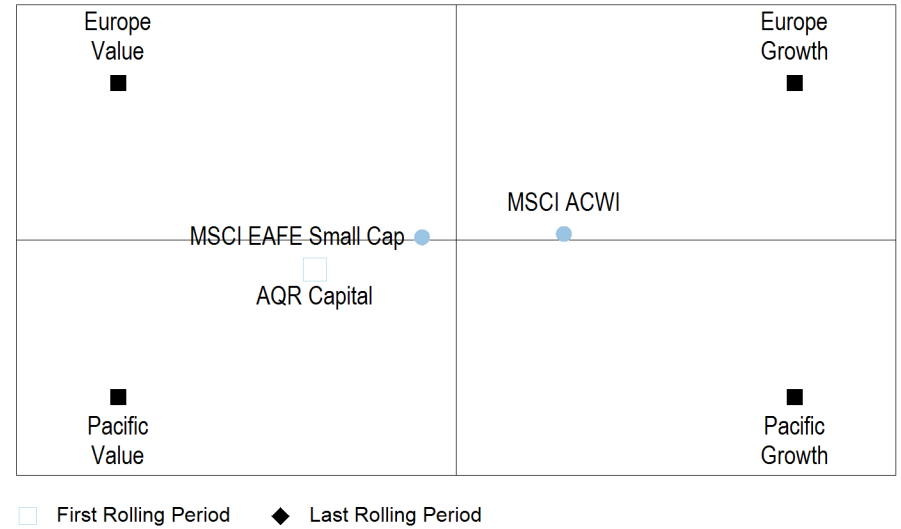 Europe
Value
Europe
Growth
MSCI ACWI
MSCI EAFE Small Cap
AQR Capital
Pacific
Value
Pacific
Growth
First Rolling Period
Last Rolling Period